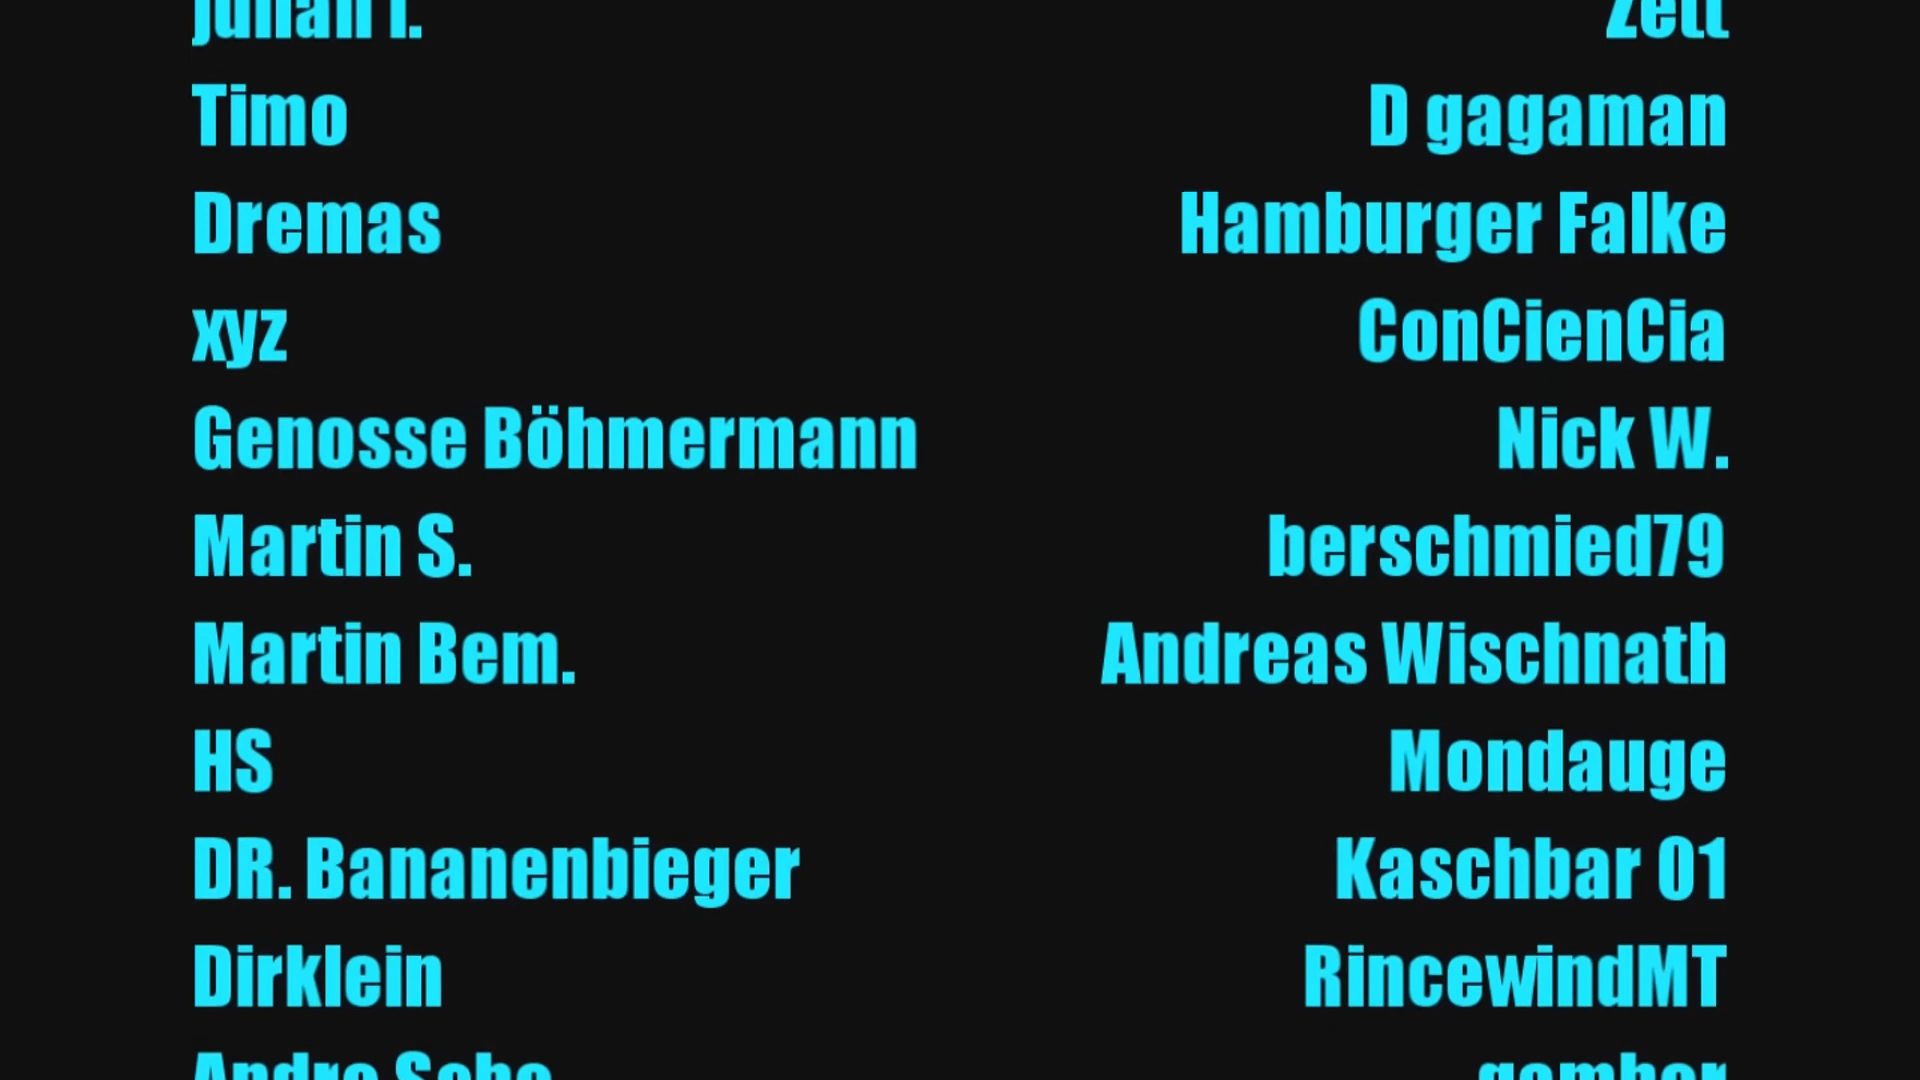 Zett
Timo D gagaman
Dremas Hamburger Falke
xyz ConCienCia
Genosse Böhmermann Nick W.
Martin S. berschmied79
Martin Bem. Andreas Wischnath
HS Mondauge
DR. Bananenbieger Kaschbar 01
Dirklein RincewindMT